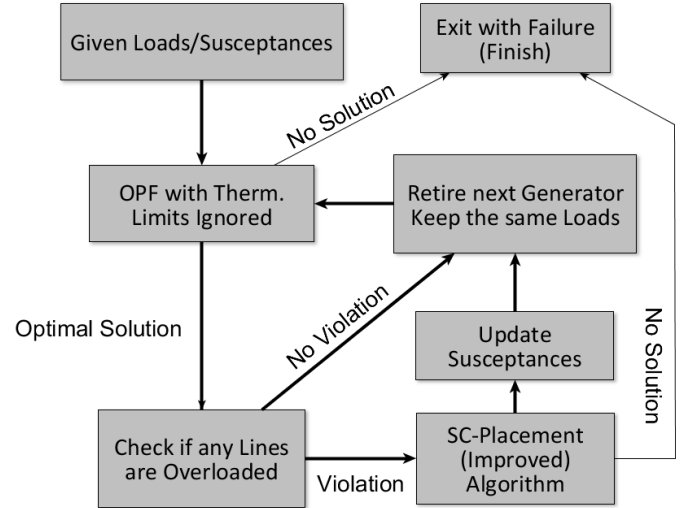 Given Loads/Susceptances
Exit with Failure
(Finish)
No Solution
OPF with Therm.
Limits Ignored
Retire next Generator
Keep the same Loads
Optimal Solution
No Violation
Update
Susceptances
No Solution
Check if any Lines
are Overloaded
Violation
SC-Placement
(Improved)
Algorithm